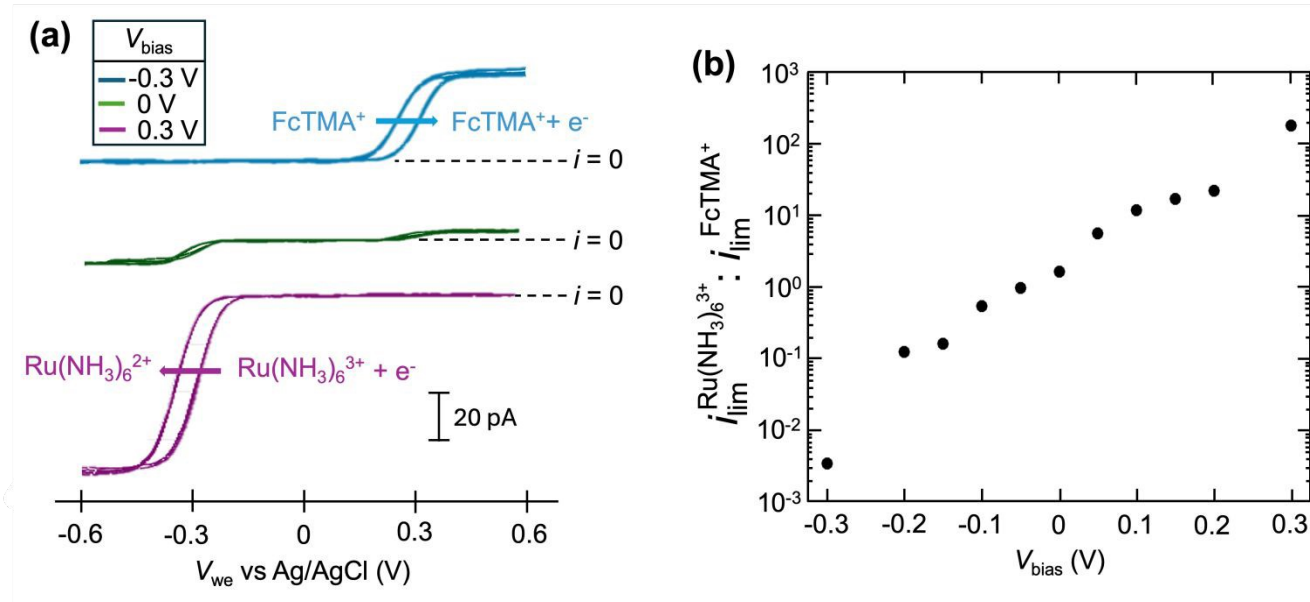 (a)
V_bias
-0.3 V
0 V
0.3 V
FcTMA⁺ FcTMA⁺+ e⁻
i = 0
i = 0
i = 0
Ru(NH₃)₆²⁺ Ru(NH₃)₆³⁺ + e⁻
20 pA
-0.6 -0.3 0 0.3 0.6
V_we vs Ag/AgCl (V)
(b)
i_lim^Ru(NH₃)₆³⁺ : i_lim^FcTMA⁺
10³
10²
10¹
10⁰
10⁻¹
10⁻²
10⁻³
-0.3 -0.2 -0.1 0 0.1 0.2 0.3
V_bias (V)